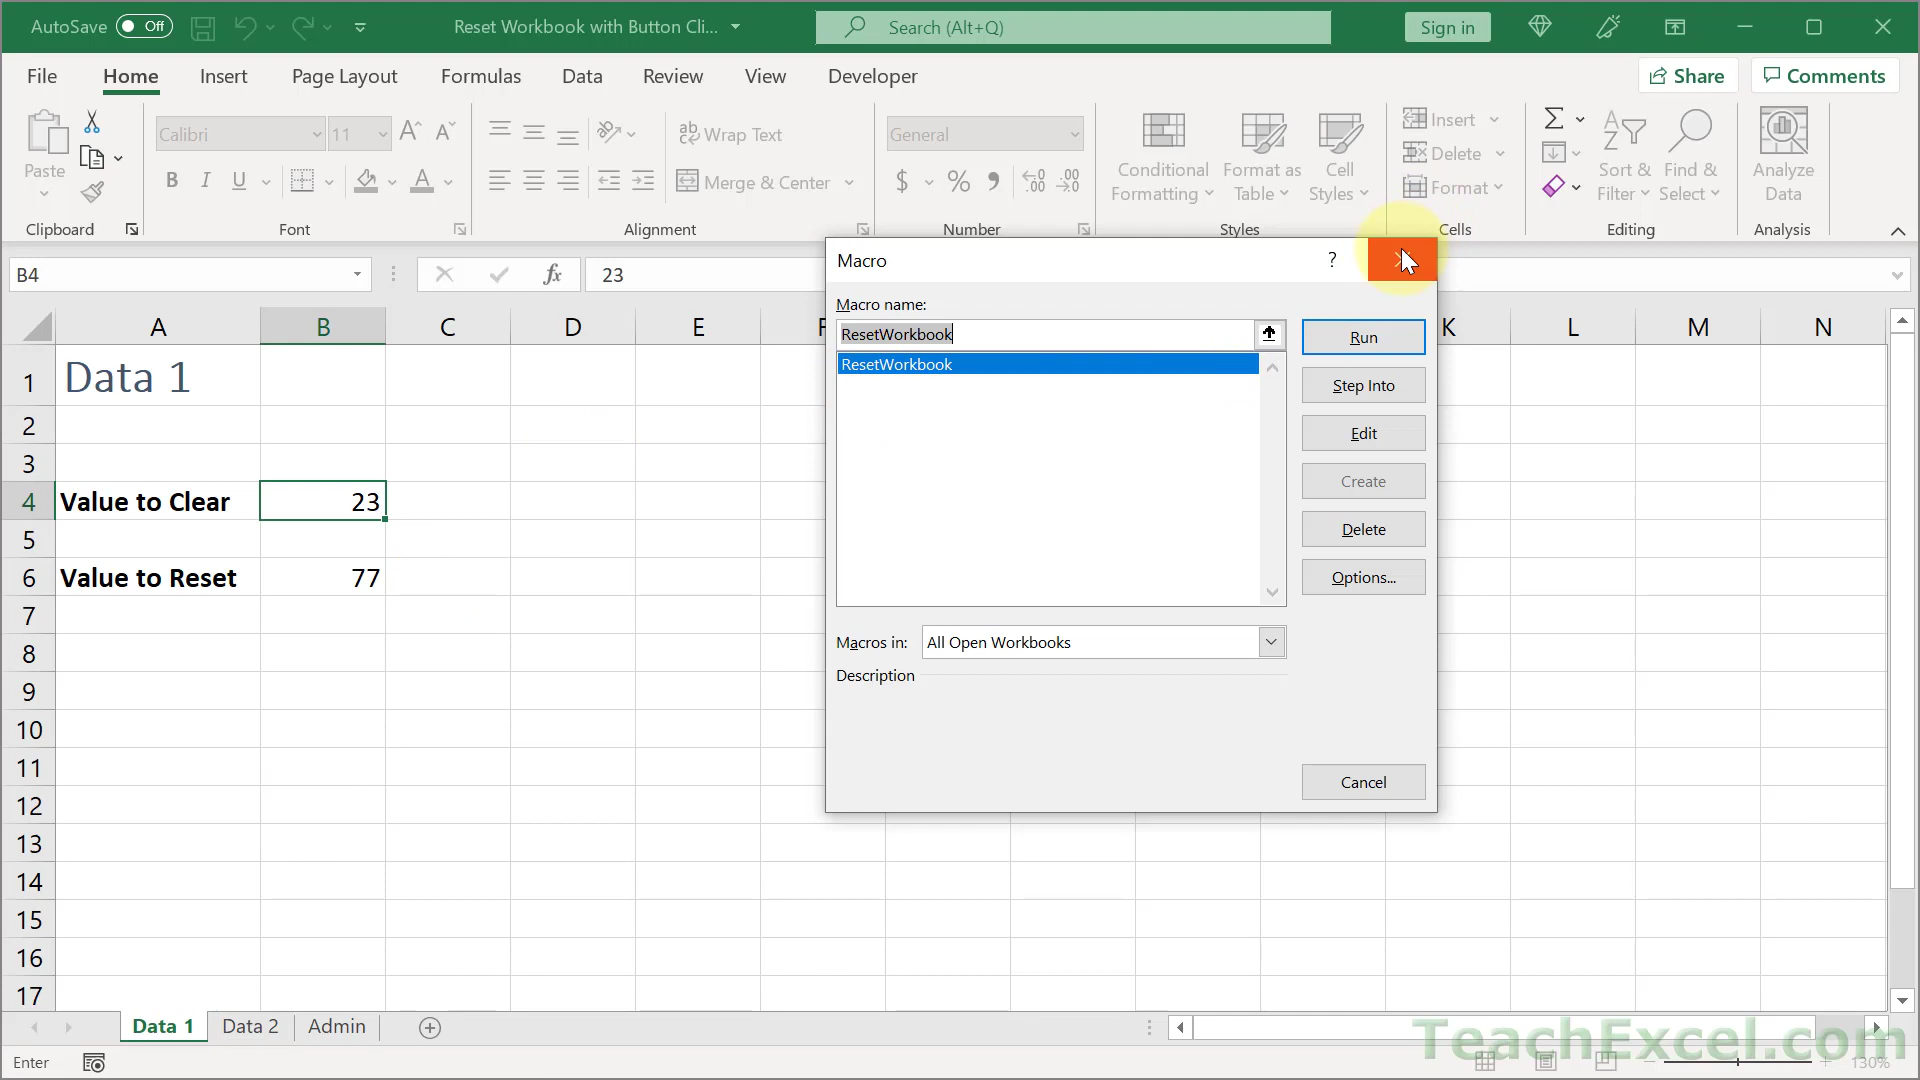 AutoSave Off Reset Workbook with Button Cli... Search (Alt+Q) Sign in
File Home Insert Page Layout Formulas Data Review View Developer Share Comments
Paste Calibri 11 Wrap Text General Conditional Formatting Format as Table Cell Styles Insert Sort & Filter Find & Select Analyze Data
B I U Merge & Center $ % Delete
Format
Clipboard Font Alignment Number Styles Cells Editing Analysis
B4 fx 23
A B C D E F K L M N
1 Data 1
2
3
4 Value to Clear 23
5
6 Value to Reset 77
7
8
9
10
11
12
13
14
15
16
17
Macro ?
Macro name:
ResetWorkbook
ResetWorkbook
Run
Step Into
Edit
Create
Delete
Options...
Macros in: All Open Workbooks
Description
Cancel
Data 1 Data 2 Admin
TeachExcel.com
Enter 130%